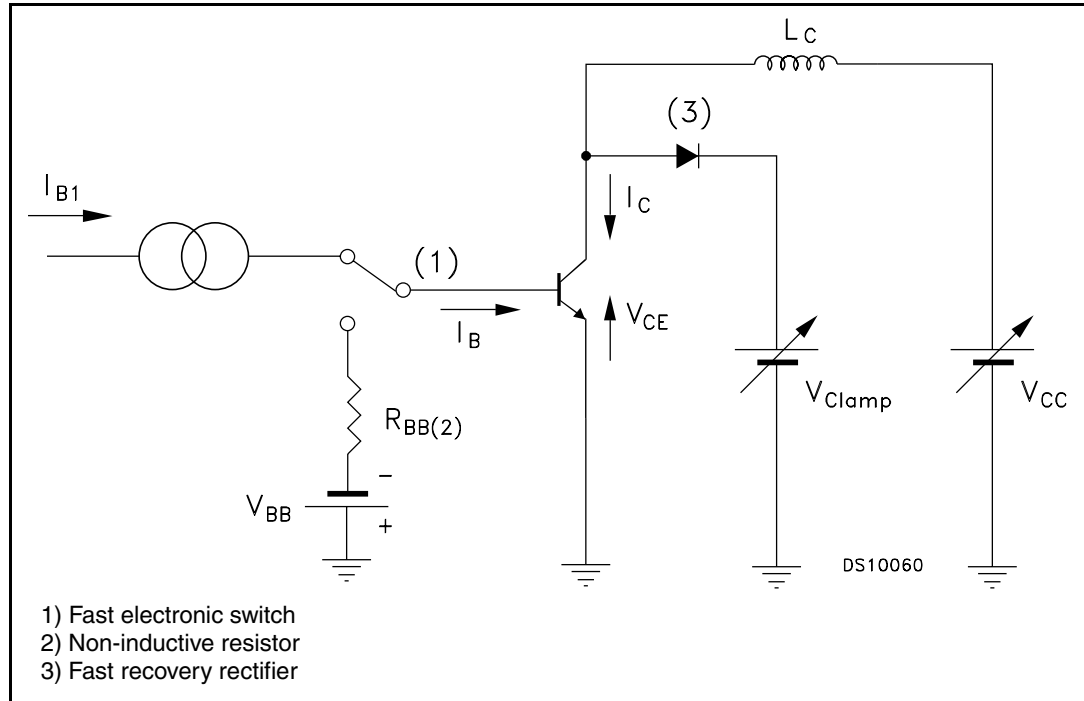 L C
(3)
I B1
I C
(1)
I B
V CE
V Clamp
V CC
R BB(2)
−
V BB
+
DS10060
1) Fast electronic switch
2) Non-inductive resistor
3) Fast recovery rectifier